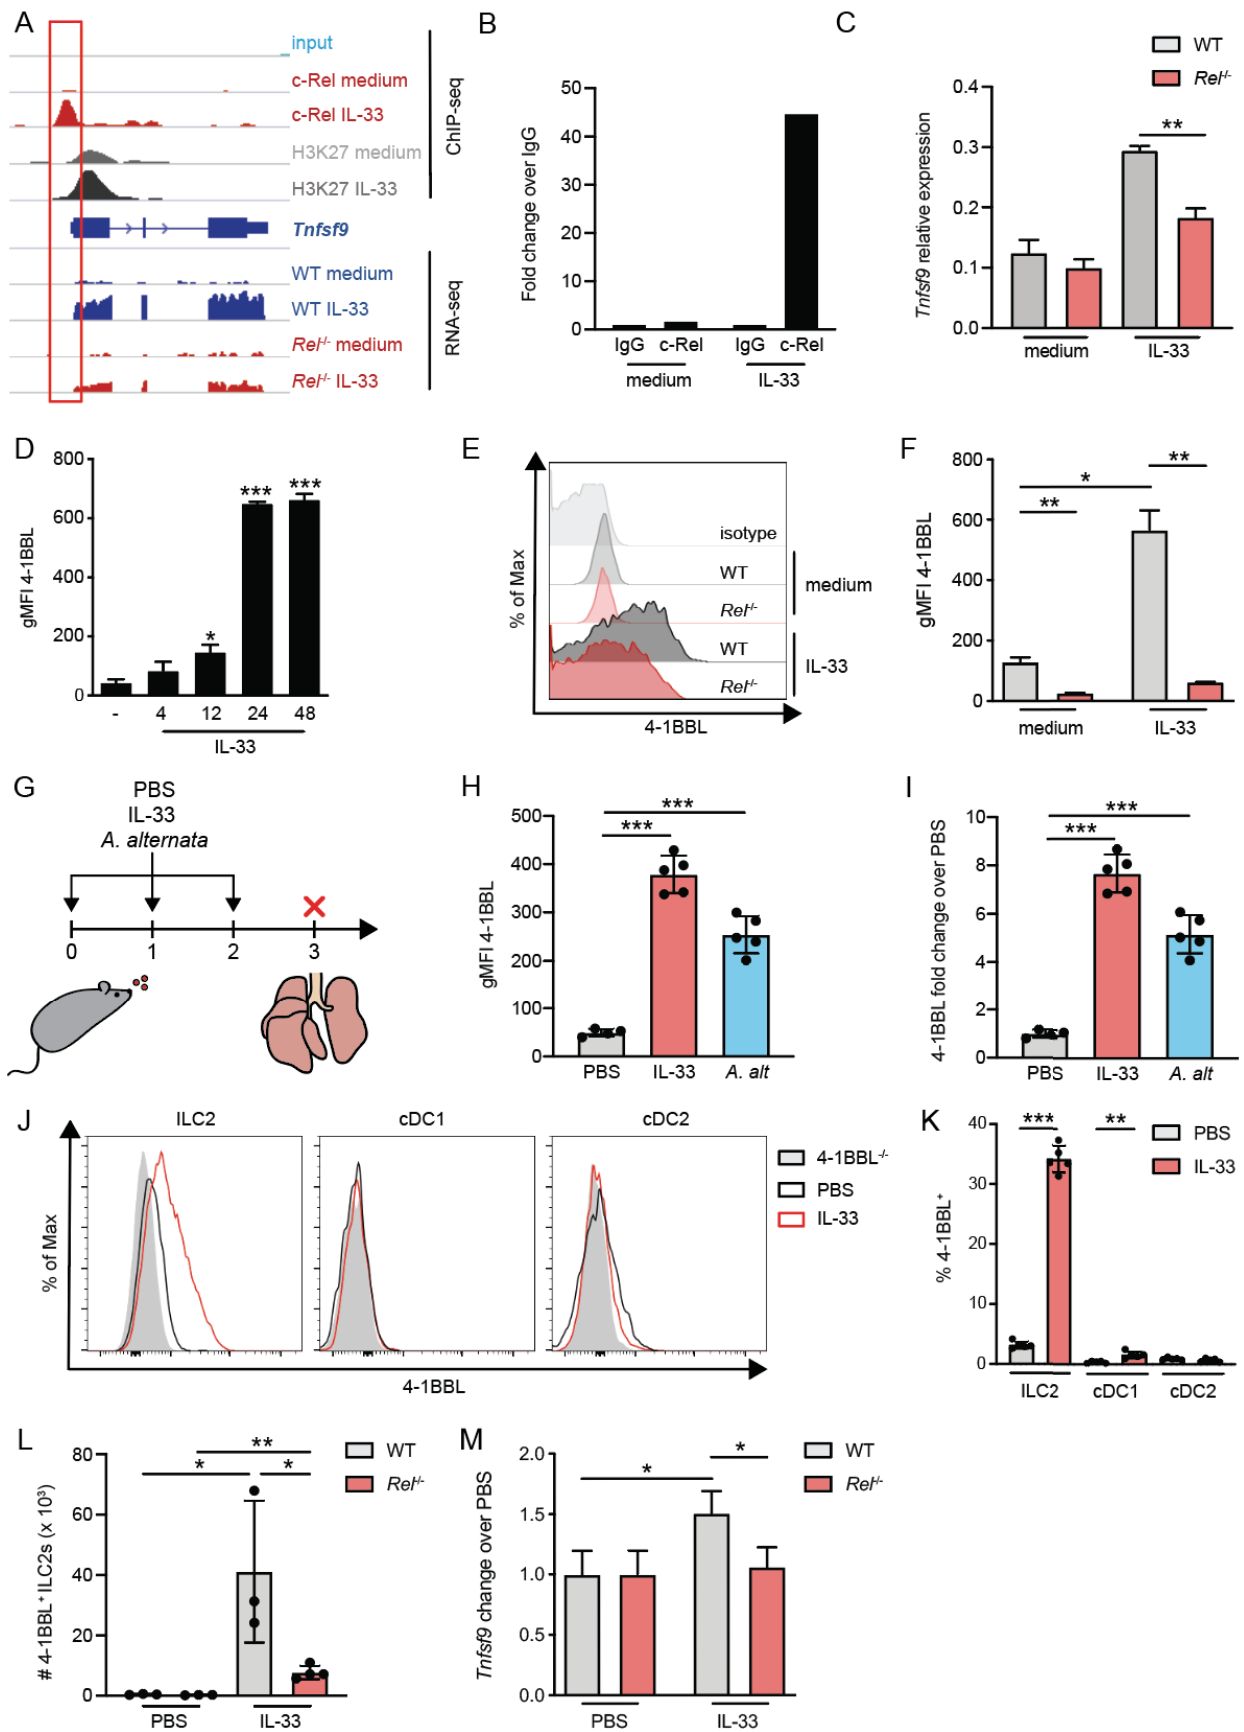 A
input
c-Rel medium
c-Rel IL-33
H3K27 medium
H3K27 IL-33
Tnfsf9
WT medium
WT IL-33
Rel-/- medium
Rel-/- IL-33
ChIP-seq
RNA-seq
B
Fold change over IgG
50
40
30
20
10
0
IgG c-Rel IgG c-Rel
medium IL-33
C
WT
Rel-/-
Tnfsf9 relative expression
0.4
0.3
0.2
0.1
0.0
**
medium IL-33
D
gMFI 4-1BBL
800
600
400
200
0
* *** ***
- 4 12 24 48
IL-33
E
% of Max
isotype
WT
Rel-/-
WT
Rel-/-
medium
IL-33
4-1BBL
F
gMFI 4-1BBL
800
600
400
200
0
** * **
medium IL-33
G
PBS
IL-33
A. alternata
0 1 2 3
H
gMFI 4-1BBL
500
400
300
200
100
0
***
***
PBS IL-33 A. alt
I
4-1BBL fold change over PBS
10
8
6
4
2
0
***
***
PBS IL-33 A. alt
J
ILC2 cDC1 cDC2
% of Max
4-1BBL
4-1BBL-/-
PBS
IL-33
K
% 4-1BBL+
40
30
20
10
0
*** **
ILC2 cDC1 cDC2
PBS
IL-33
L
# 4-1BBL+ ILC2s (x 10³)
80
60
40
20
0
**
* *
PBS IL-33
WT
Rel-/-
M
Tnfsf9 change over PBS
2.0
1.5
1.0
0.5
0.0
* *
PBS IL-33
WT
Rel-/-